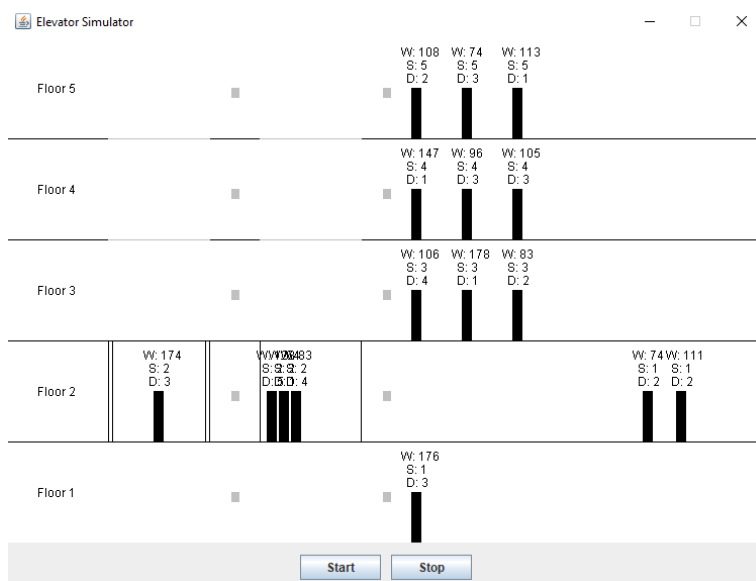 Elevator Simulator
W: 108 W: 74 W: 113
S: 5 S: 5 S: 5
D: 2 D: 3 D: 1
Floor 5
W: 147 W: 96 W: 105
S: 4 S: 4 S: 4
D: 1 D: 3 D: 3
Floor 4
W: 106 W: 178 W: 83
S: 3 S: 3 S: 3
D: 4 D: 1 D: 2
Floor 3
W: 174 83 W: 74 W: 111
S: 2 S: 2 S: 1 S: 1
D: 3 D: 4 D: 2 D: 2
Floor 2
W: 176
S: 1
D: 3
Floor 1
Start Stop